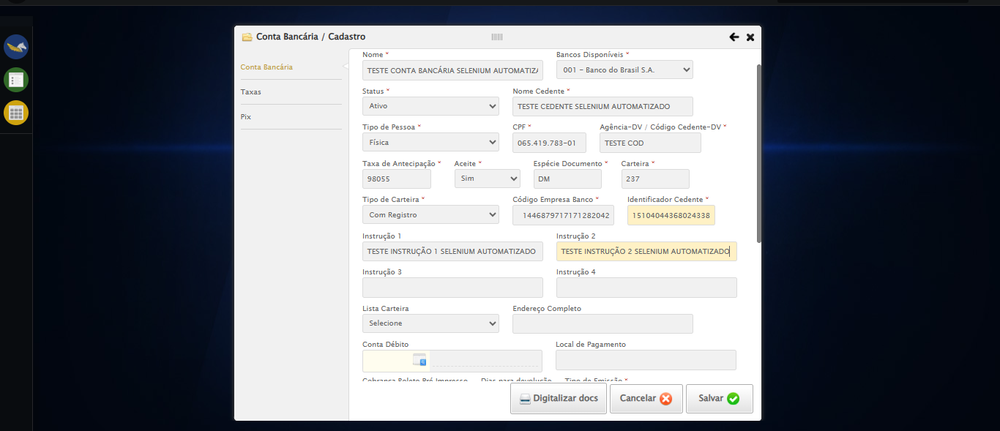 Conta Bancária / Cadastro
Conta Bancária
Taxas
Pix
Nome *
Bancos Disponíveis *
TESTE CONTA BANCÁRIA SELENIUM AUTOMATIZA
001 - Banco do Brasil S.A.
Status *
Nome Cedente *
Ativo
TESTE CEDENTE SELENIUM AUTOMATIZADO
Tipo de Pessoa *
CPF *
Agência-DV / Código Cedente-DV *
Física
065.419.783-01
TESTE COD
Taxa de Antecipação *
Aceite *
Espécie Documento *
Carteira *
98055
Sim
DM
237
Tipo de Carteira *
Código Empresa Banco *
Identificador Cedente *
Com Registro
1446879717171282042
15104044368024338
Instrução 1
Instrução 2
TESTE INSTRUÇÃO 1 SELENIUM AUTOMATIZADO
TESTE INSTRUÇÃO 2 SELENIUM AUTOMATIZADO
Instrução 3
Instrução 4
Lista Carteira
Endereço Completo
Selecione
Conta Débito
Local de Pagamento
Cobrança Boleto Pré Impresso
Dias para devolução
Tipo de Emissão *
Digitalizar docs
Cancelar
Salvar